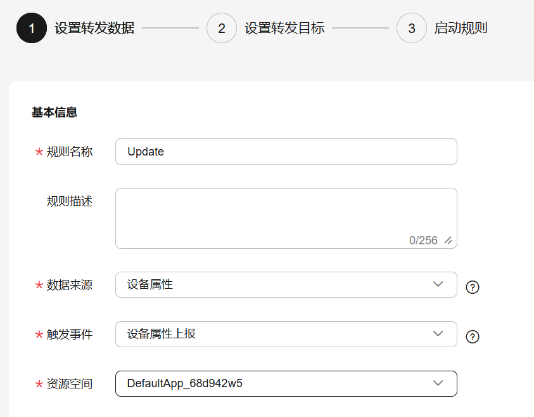 1 设置转发数据 2 设置转发目标 3 启动规则
基本信息
* 规则名称 Update
规则描述
0/256
* 数据来源 设备属性 ?
* 触发事件 设备属性上报 ?
* 资源空间 DefaultApp_68d942w5